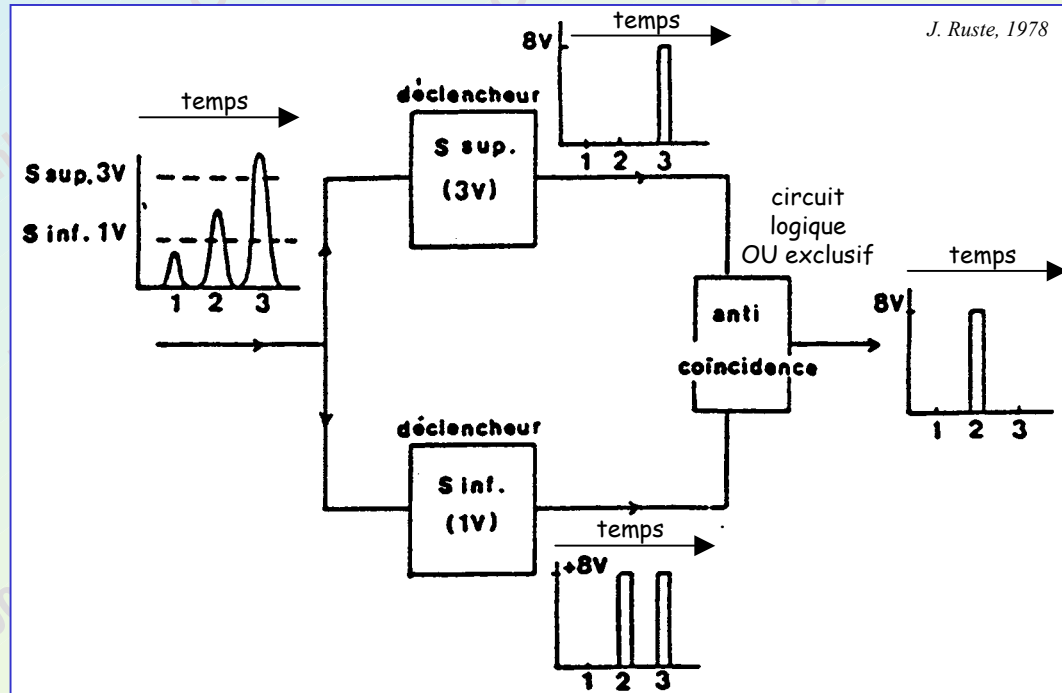 J. Ruste, 1978
temps
8V
1 2 3
déclencheur
S sup.
(3V)
temps
S sup. 3V
S inf. 1V
1 2 3
circuit
logique
OU exclusif
anti
coïncidence
temps
8V
1 2 3
déclencheur
S inf.
(1V)
temps
+8V
1 2 3